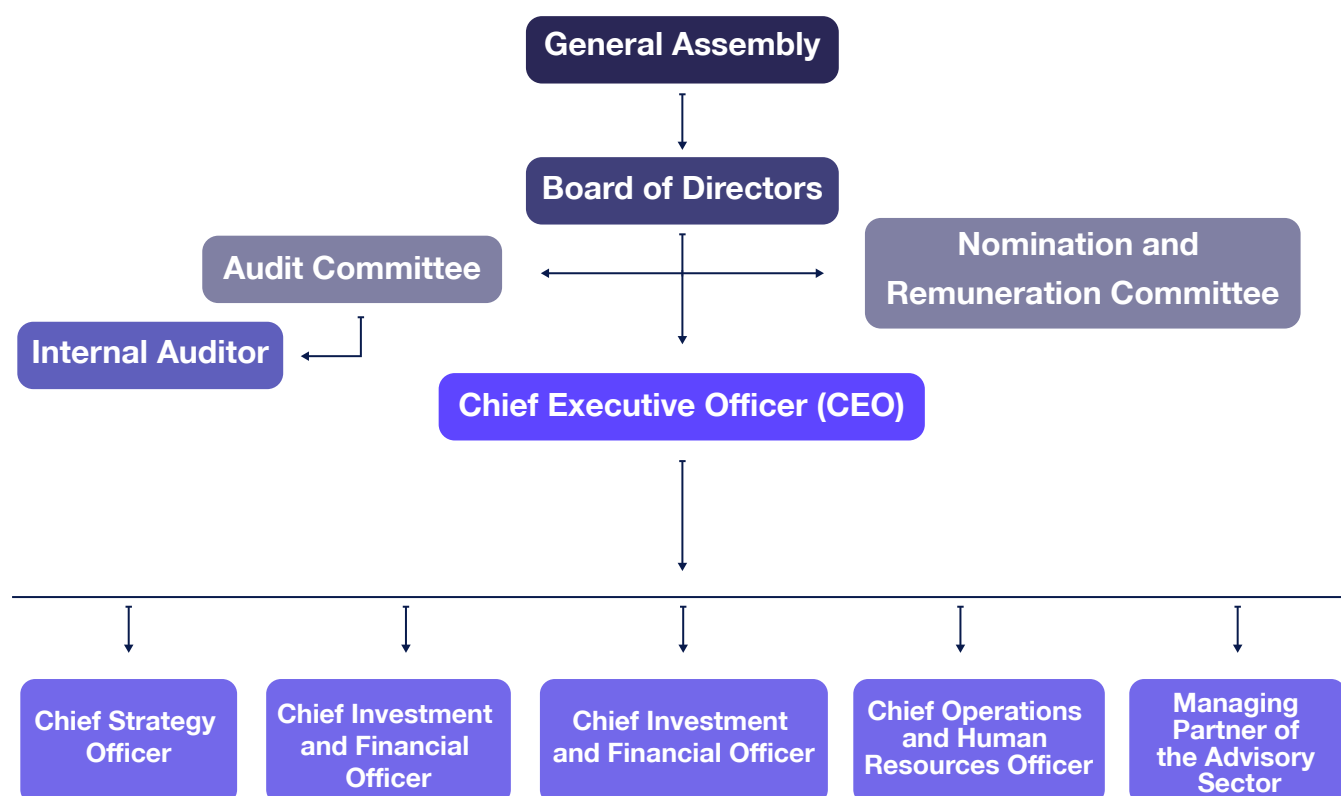 General Assembly
Board of Directors
Audit Committee
Nomination and
Remuneration Committee
Internal Auditor
Chief Executive Officer (CEO)
Chief Strategy
Officer
Chief Investment
and Financial
Officer
Chief Investment
and Financial Officer
Chief Operations
and Human
Resources Officer
Managing
Partner of
the Advisory
Sector